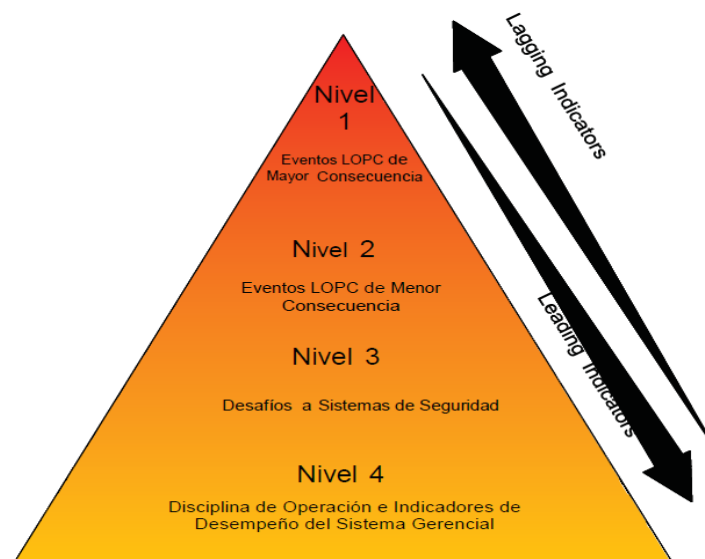 Nivel
1
Eventos LOPC de
Mayor Consecuencia
Nivel 2
Eventos LOPC de Menor
Consecuencia
Nivel 3
Desafíos a Sistemas de Seguridad
Nivel 4
Disciplina de Operación e Indicadores de
Desempeño del Sistema Gerencial
Lagging Indicators
Leading Indicators